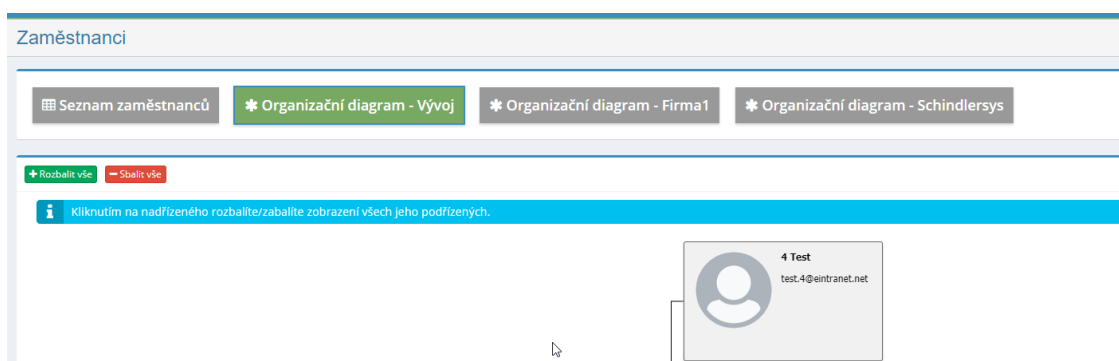 Zaměstnanci
Seznam zaměstnanců
Organizační diagram - Vývoj
Organizační diagram - Firma1
Organizační diagram - Schindlersys
Rozbalit vše
Sbalit vše
Kliknutím na nadřízeného rozbalíte/zabalíte zobrazení všech jeho podřízených.
4 Test
test.4@eintranet.net